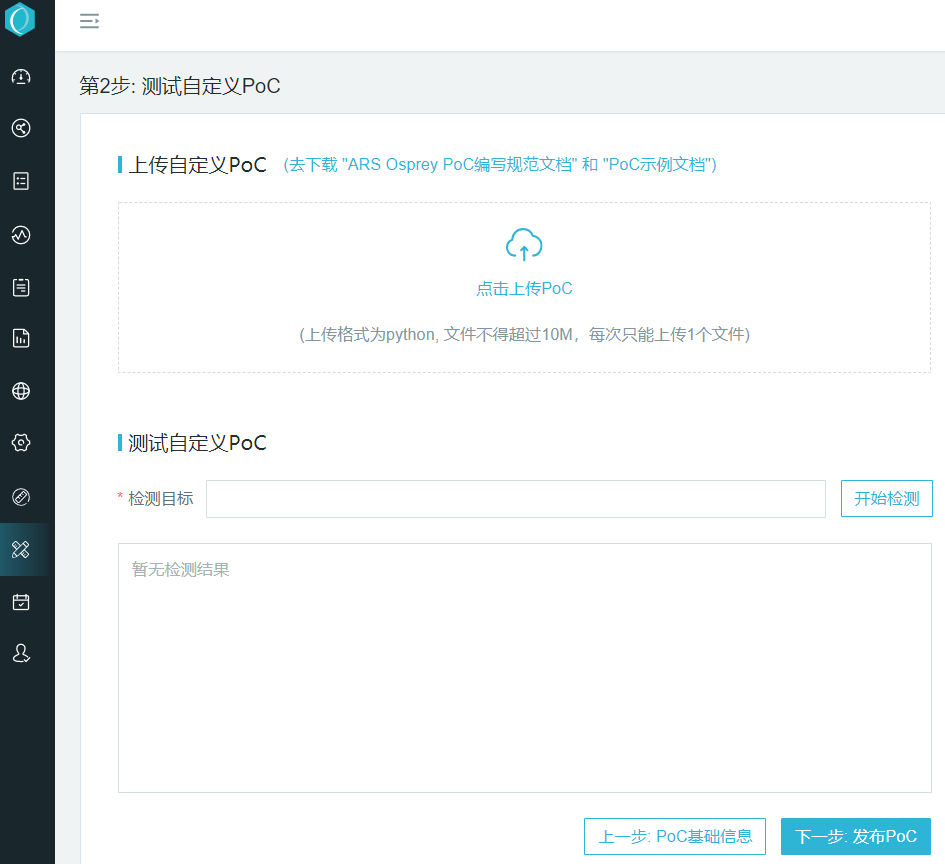 第2步: 测试自定义PoC
上传自定义PoC (去下载 "ARS Osprey PoC编写规范文档" 和 "PoC示例文档")
点击上传PoC
(上传格式为python, 文件不得超过10M，每次只能上传1个文件)
测试自定义PoC
* 检测目标
开始检测
暂无检测结果
上一步: PoC基础信息
下一步: 发布PoC